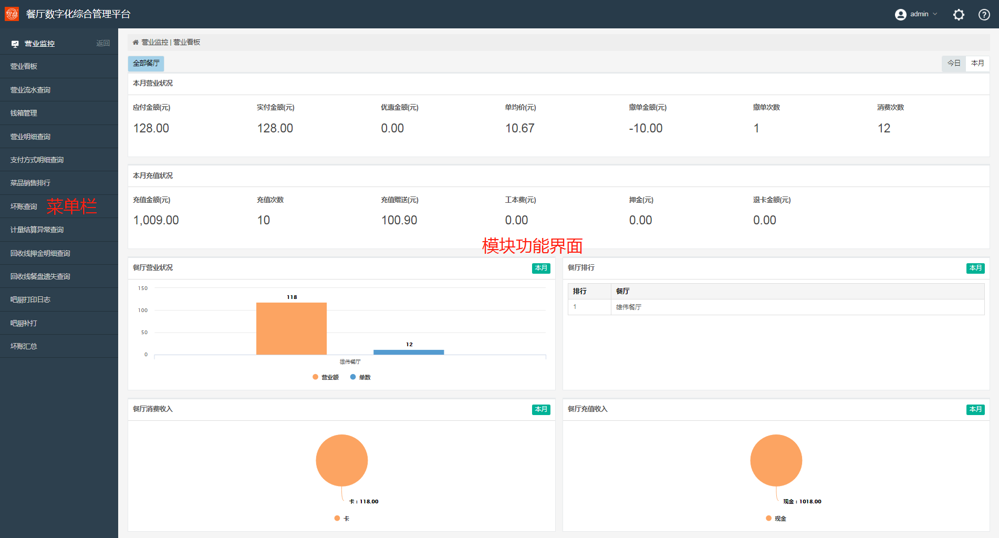 餐厅数字化综合管理平台
admin
营业监控
返回
营业看板
营业流水查询
钱箱管理
营业明细查询
支付方式明细查询
菜品销售排行
坏账查询
菜单栏
计量结算异常查询
回收线押金明细查询
回收线餐盘遗失查询
吧厨打印日志
吧厨补打
坏账汇总
营业监控 | 营业看板
全部餐厅
今日 本月
本月营业状况
应付金额(元) 实付金额(元) 优惠金额(元) 单均价(元) 撤单金额(元) 撤单次数 消费次数
128.00 128.00 0.00 10.67 -10.00 1 12
本月充值状况
充值金额(元) 充值次数 充值赠送(元) 工本费(元) 押金(元) 退卡金额(元)
1,009.00 10 100.90 0.00 0.00 0.00
模块功能界面
餐厅营业状况 本月
150
100
50
0
118
12
雄伟餐厅
营业额 单数
餐厅排行 本月
排行 餐厅
1 雄伟餐厅
餐厅消费收入 本月
卡 : 118.00
卡
餐厅充值收入 本月
现金 : 1018.00
现金